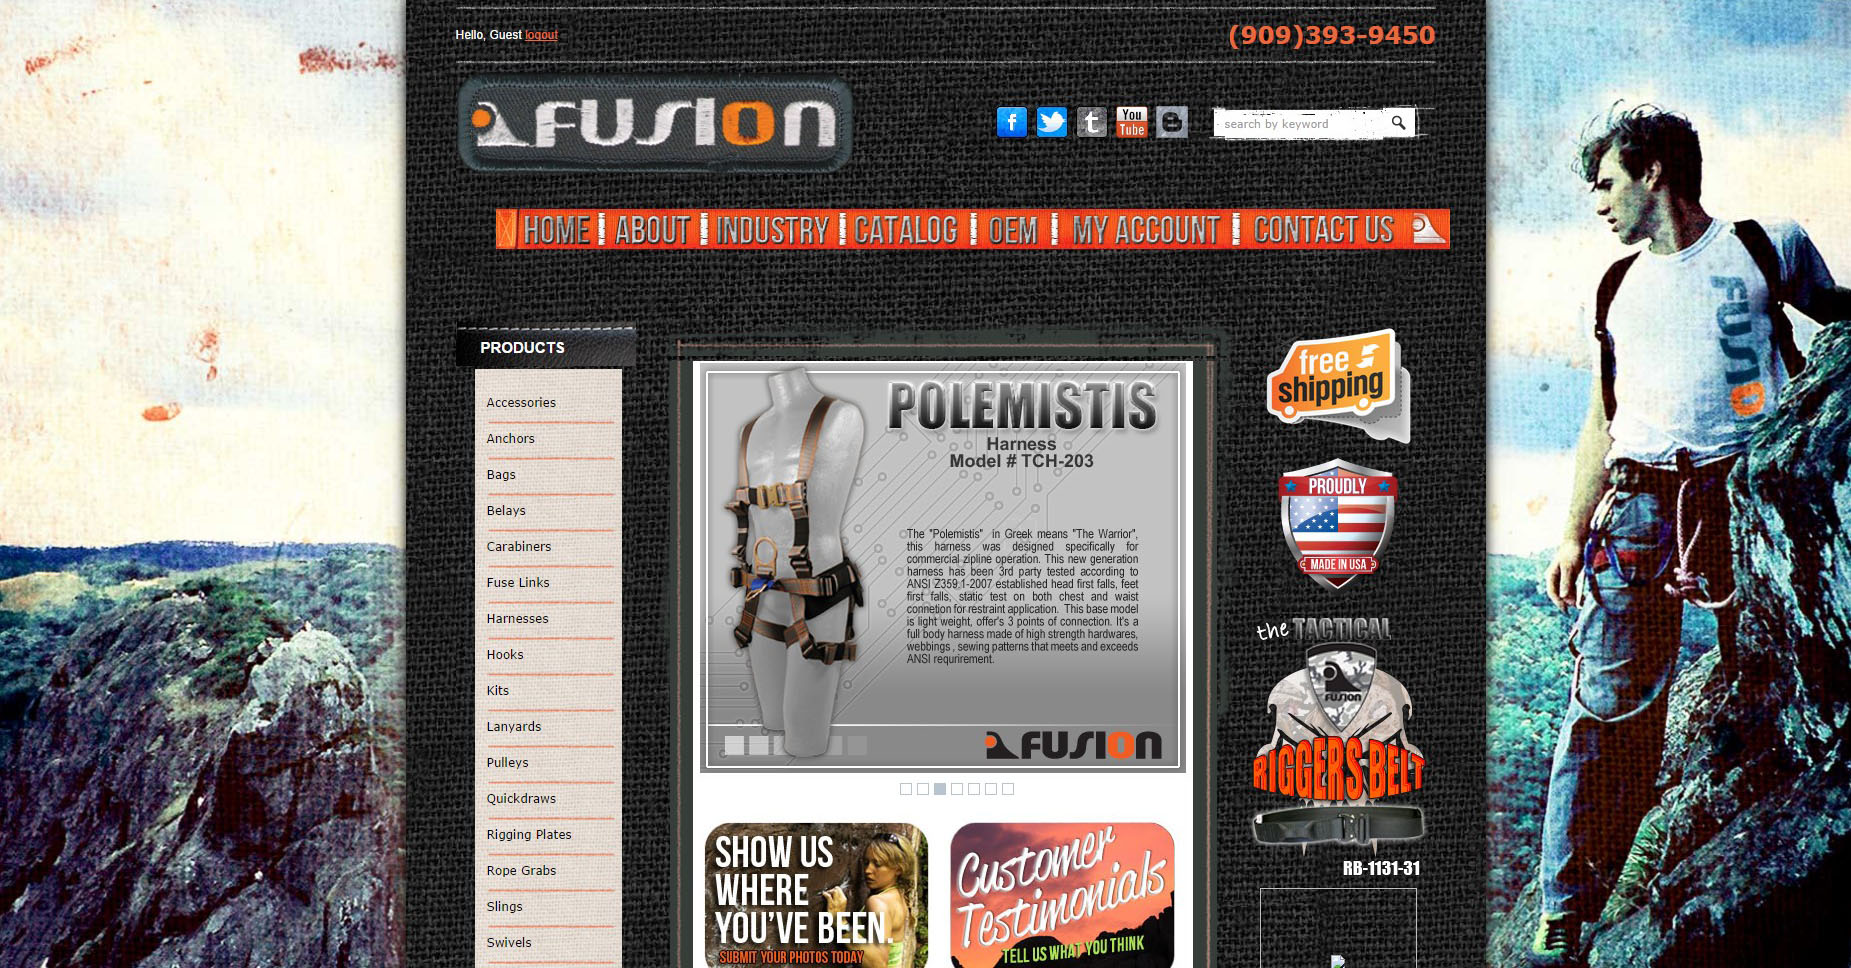 Hello, Guest logout
(909)393-9450
FUSION
f
t
You
Tube
B
search by keyword
HOME ABOUT INDUSTRY CATALOG OEM MY ACCOUNT CONTACT US
PRODUCTS
Accessories
Anchors
Bags
Belays
Carabiners
Fuse Links
Harnesses
Hooks
Kits
Lanyards
Pulleys
Quickdraws
Rigging Plates
Rope Grabs
Slings
Swivels
POLEMISTIS
Harness
Model # TCH-203
The "Polemistis" in Greek means "The Warrior",
this harness was designed specifically for
commercial zipline operation. This new generation
harness has been 3rd party tested according to
ANSI Z359.1-2007 established head first falls, feet
first falls, static test on both chest and waist
connetion for restraint application. This base model
is light weight, offer's 3 points of connection. It's a
full body harness made of high strength hardwares,
webbings , sewing patterns that meets and exceeds
ANSI requrirement.
FUSION
SHOW US
WHERE
YOU'VE BEEN.
SUBMIT YOUR PHOTOS TODAY
Customer
Testimonials
TELL US WHAT YOU THINK
free
shipping
PROUDLY
MADE IN USA
the TACTICAL
FUSION
RIGGERS BELT
RB-1131-31
FUSION